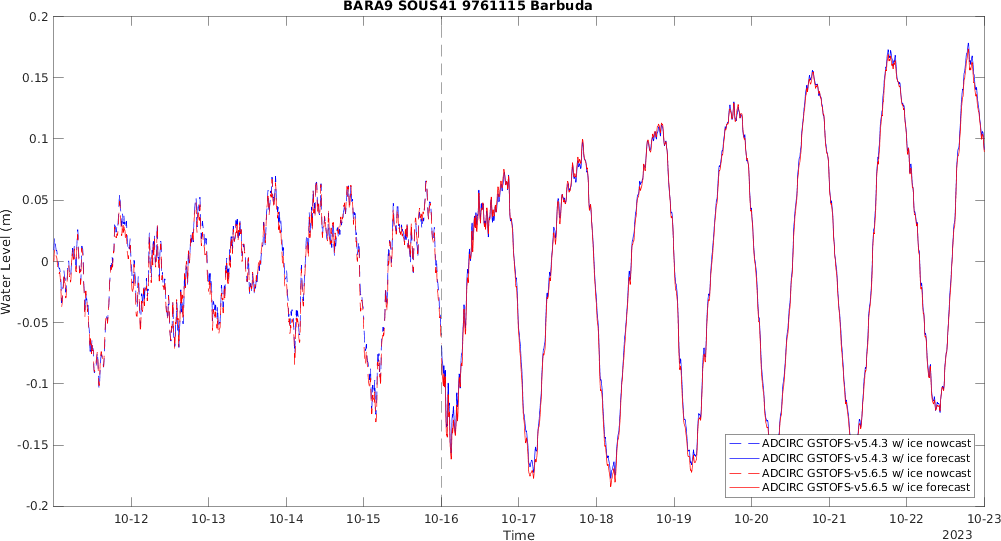 BARA9 SOUS41 9761115 Barbuda
0.2
0.15
0.1
0.05
0
-0.05
-0.1
-0.15
-0.2
Water Level (m)
10-12 10-13 10-14 10-15 10-16 10-17 10-18 10-19 10-20 10-21 10-22 10-23
Time
2023
ADCIRC GSTOFS-v5.4.3 w/ ice nowcast
ADCIRC GSTOFS-v5.4.3 w/ ice forecast
ADCIRC GSTOFS-v5.6.5 w/ ice nowcast
ADCIRC GSTOFS-v5.6.5 w/ ice forecast